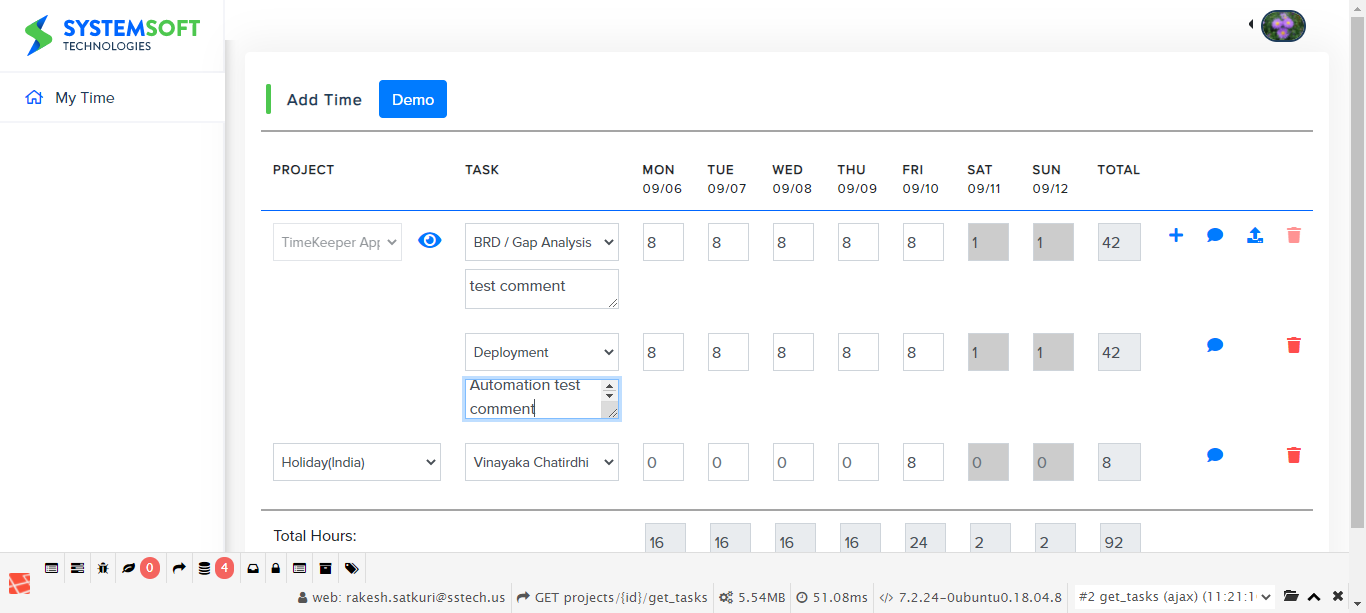 SYSTEMSOFT
TECHNOLOGIES
My Time
Add Time Demo
PROJECT TASK MON TUE WED THU FRI SAT SUN TOTAL
09/06 09/07 09/08 09/09 09/10 09/11 09/12
TimeKeeper App BRD / Gap Analysis 8 8 8 8 8 1 1 42
test comment
Deployment 8 8 8 8 8 1 1 42
Automation test
comment
Holiday(India) Vinayaka Chatirdhi 0 0 0 0 8 0 0 8
Total Hours: 16 16 16 16 24 2 2 92
0 4
web: rakesh.satkuri@sstech.us GET projects/{id}/get_tasks 5.54MB 51.08ms </> 7.2.24-0ubuntu0.18.04.8 #2 get_tasks (ajax) (11:21:1